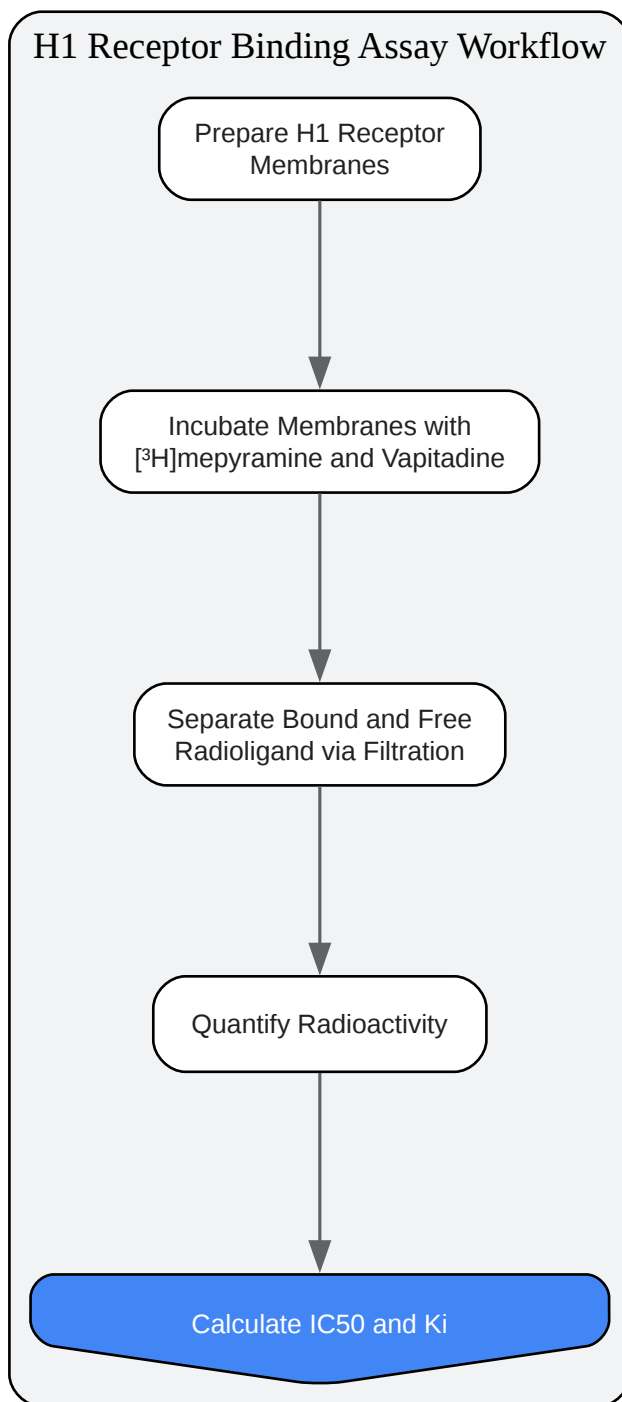 H1 Receptor Binding Assay Workflow
Prepare H1 Receptor
Membranes
Incubate Membranes with
[³H]mepyramine and Vapitadine
Separate Bound and Free
Radioligand via Filtration
Quantify Radioactivity
Calculate IC50 and Ki